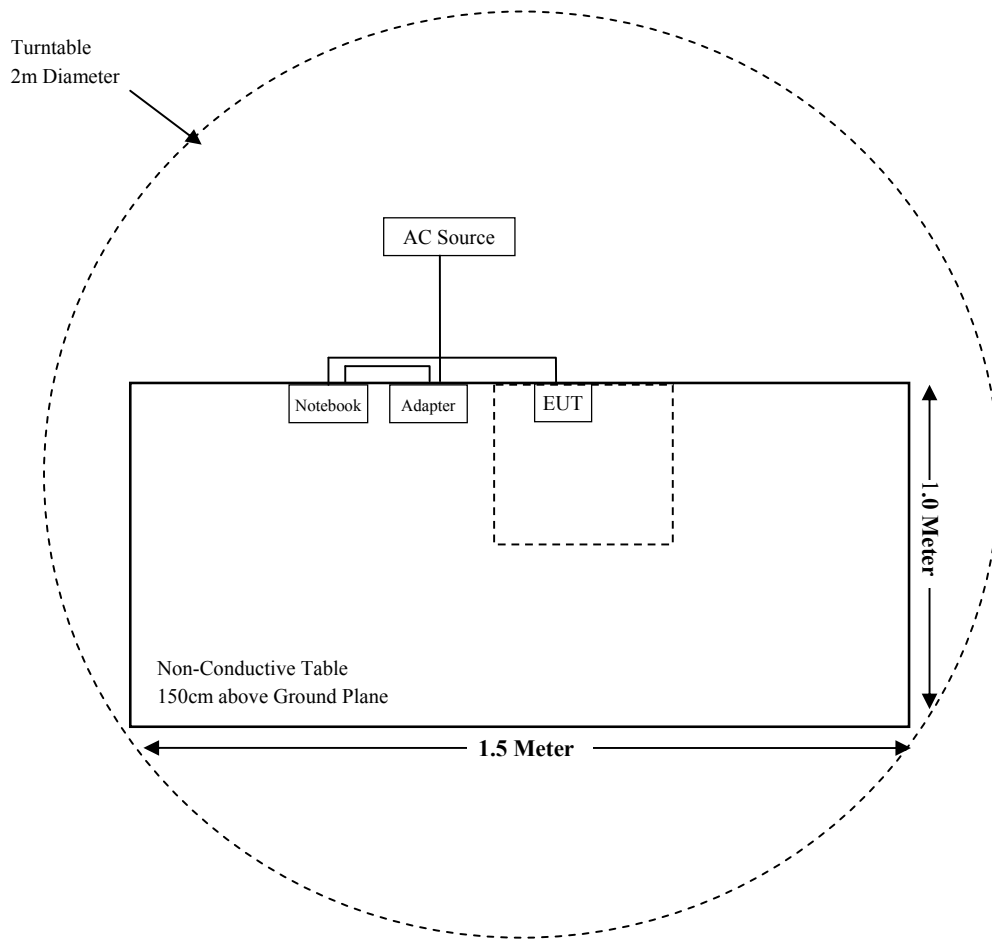 Turntable
2m Diameter
AC Source
Notebook
Adapter
EUT
1.0 Meter
Non-Conductive Table
150cm above Ground Plane
1.5 Meter